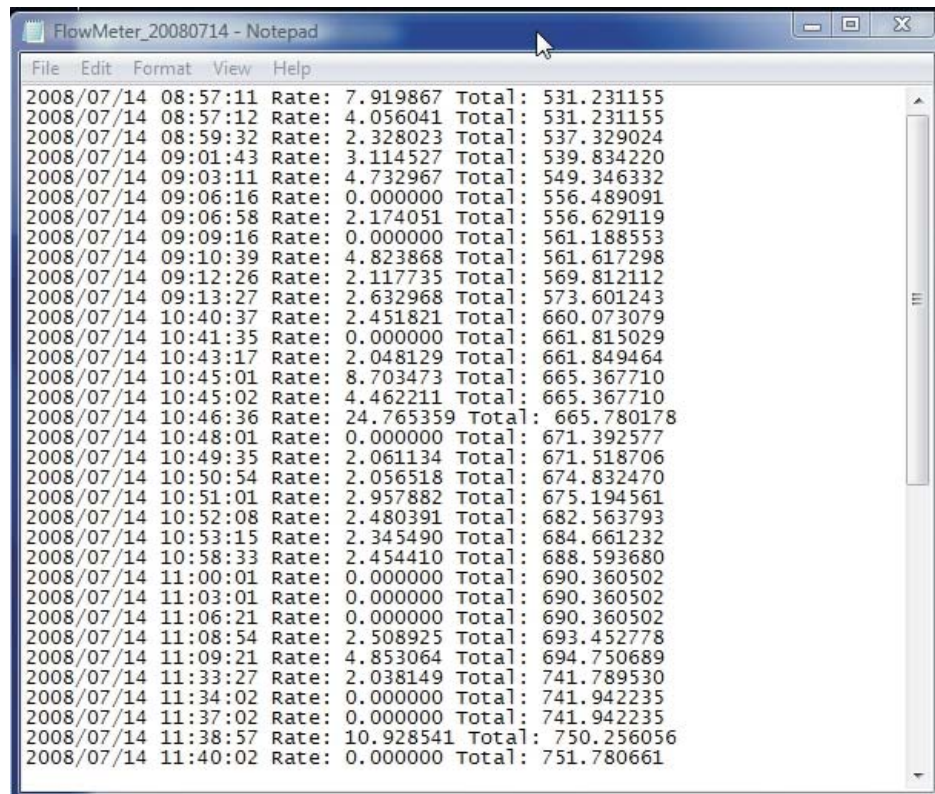 FlowMeter_20080714 - Notepad
File Edit Format View Help
2008/07/14 08:57:11 Rate: 7.919867 Total: 531.231155
2008/07/14 08:57:12 Rate: 4.056041 Total: 531.231155
2008/07/14 08:59:32 Rate: 2.328023 Total: 537.329024
2008/07/14 09:01:43 Rate: 3.114527 Total: 539.834220
2008/07/14 09:03:11 Rate: 4.732967 Total: 549.346332
2008/07/14 09:06:16 Rate: 0.000000 Total: 556.489091
2008/07/14 09:06:58 Rate: 2.174051 Total: 556.629119
2008/07/14 09:09:16 Rate: 0.000000 Total: 561.188553
2008/07/14 09:10:39 Rate: 4.823868 Total: 561.617298
2008/07/14 09:12:26 Rate: 2.117735 Total: 569.812112
2008/07/14 09:13:27 Rate: 2.632968 Total: 573.601243
2008/07/14 10:40:37 Rate: 2.451821 Total: 660.073079
2008/07/14 10:41:35 Rate: 0.000000 Total: 661.815029
2008/07/14 10:43:17 Rate: 2.048129 Total: 661.849464
2008/07/14 10:45:01 Rate: 8.703473 Total: 665.367710
2008/07/14 10:45:02 Rate: 4.462211 Total: 665.367710
2008/07/14 10:46:36 Rate: 24.765359 Total: 665.780178
2008/07/14 10:48:01 Rate: 0.000000 Total: 671.392577
2008/07/14 10:49:35 Rate: 2.061134 Total: 671.518706
2008/07/14 10:50:54 Rate: 2.056518 Total: 674.832470
2008/07/14 10:51:01 Rate: 2.957882 Total: 675.194561
2008/07/14 10:52:08 Rate: 2.480391 Total: 682.563793
2008/07/14 10:53:15 Rate: 2.345490 Total: 684.661232
2008/07/14 10:58:33 Rate: 2.454410 Total: 688.593680
2008/07/14 11:00:01 Rate: 0.000000 Total: 690.360502
2008/07/14 11:03:01 Rate: 0.000000 Total: 690.360502
2008/07/14 11:06:21 Rate: 0.000000 Total: 690.360502
2008/07/14 11:08:54 Rate: 2.508925 Total: 693.452778
2008/07/14 11:09:21 Rate: 4.853064 Total: 694.750689
2008/07/14 11:33:27 Rate: 2.038149 Total: 741.789530
2008/07/14 11:34:02 Rate: 0.000000 Total: 741.942235
2008/07/14 11:37:02 Rate: 0.000000 Total: 741.942235
2008/07/14 11:38:57 Rate: 10.928541 Total: 750.256056
2008/07/14 11:40:02 Rate: 0.000000 Total: 751.780661